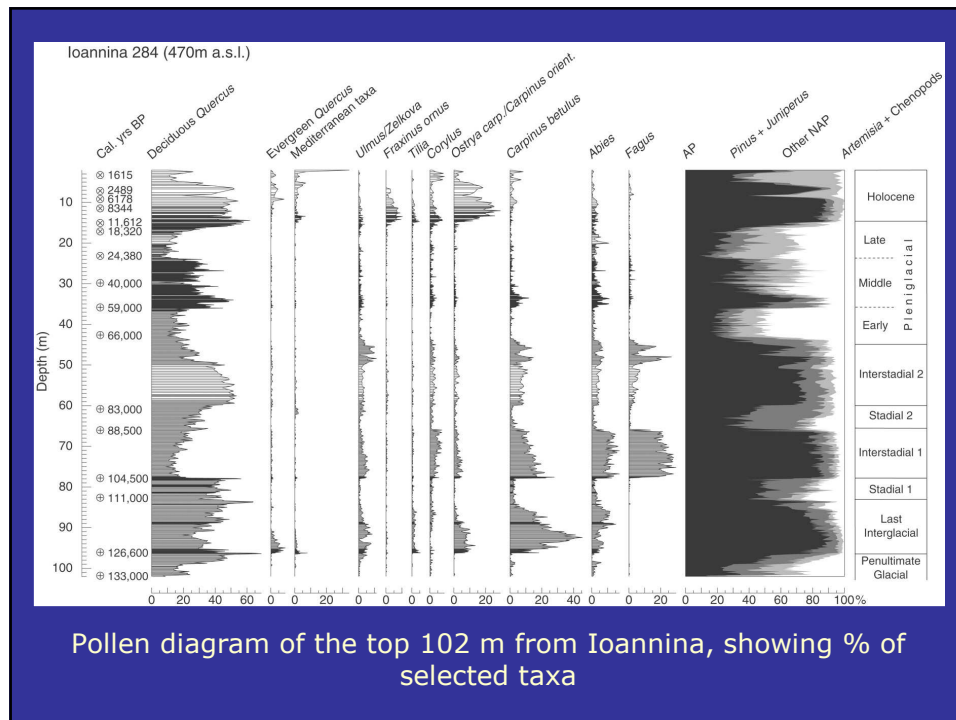 Ioannina 284 (470m a.s.l.)
Cal. yrs BP
Deciduous Quercus
Evergreen Quercus
Mediterranean taxa
Ulmus/Zelkova
Fraxinus ornus
Tilia
Corylus
Ostrya carp./Carpinus orient.
Carpinus betulus
Abies
Fagus
AP
Pinus + Juniperus
Other NAP
Artemisia + Chenopods
Depth (m)
10
20
30
40
50
60
70
80
90
100
⊗ 1615
⊗ 2489
⊗ 6178
⊗ 8344
⊗ 11,612
⊗ 18,320
⊗ 24,380
⊕ 40,000
⊕ 59,000
⊕ 66,000
⊕ 83,000
⊕ 88,500
⊕ 104,500
⊕ 111,000
⊕ 126,600
⊕ 133,000
Holocene
Late
Middle
Early
Pleniglacial
Interstadial 2
Stadial 2
Interstadial 1
Stadial 1
Last
Interglacial
Penultimate
Glacial
0 20 40 60 0 0 0 0 0 0 0 20 0 20 40 0 0 20 0 20 40 60 80 100%
Pollen diagram of the top 102 m from Ioannina, showing % of
selected taxa